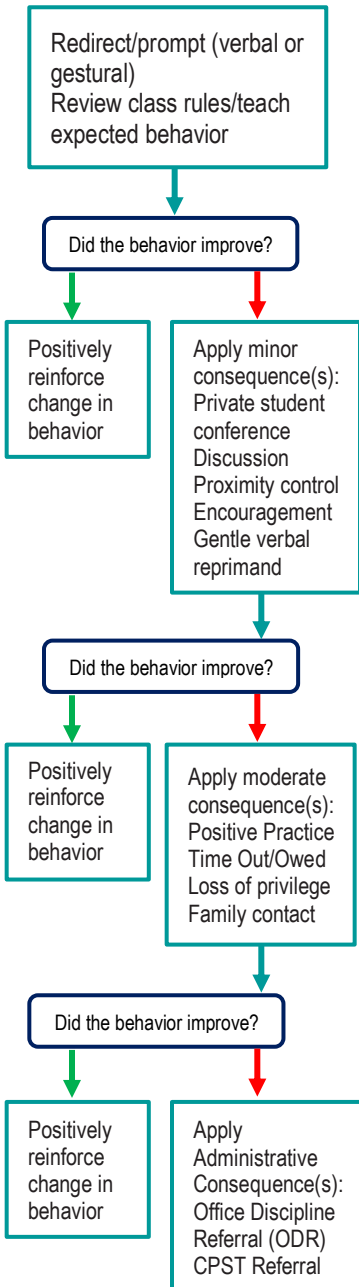 Redirect/prompt (verbal or
gestural)
Review class rules/teach
expected behavior
Did the behavior improve?
Positively
reinforce
change in
behavior
Apply minor
consequence(s):
Private student
conference
Discussion
Proximity control
Encouragement
Gentle verbal
reprimand
Did the behavior improve?
Positively
reinforce
change in
behavior
Apply moderate
consequence(s):
Positive Practice
Time Out/Owed
Loss of privilege
Family contact
Did the behavior improve?
Positively
reinforce
change in
behavior
Apply
Administrative
Consequence(s):
Office Discipline
Referral (ODR)
CPST Referral